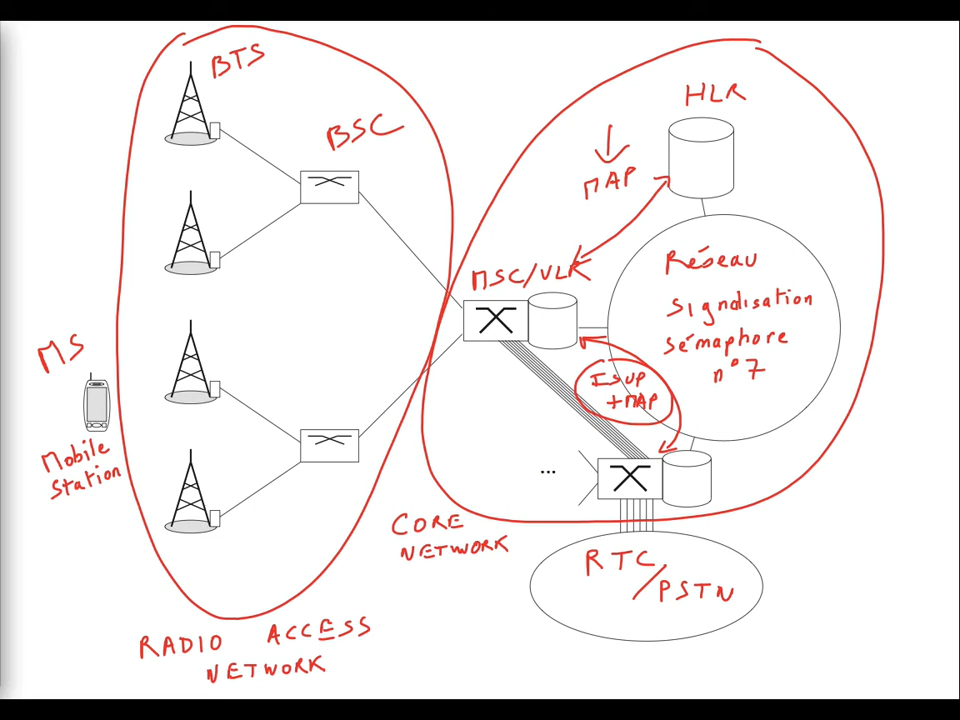 BTS
BSC
MS
Mobile
Station
RADIO ACCESS
NETWORK
HLR
MAP
MSC/VLR
Réseau
Signalisation
Sémaphore
n°7
ISUP
+MAP
...
CORE
NETWORK
RTC
/PSTN